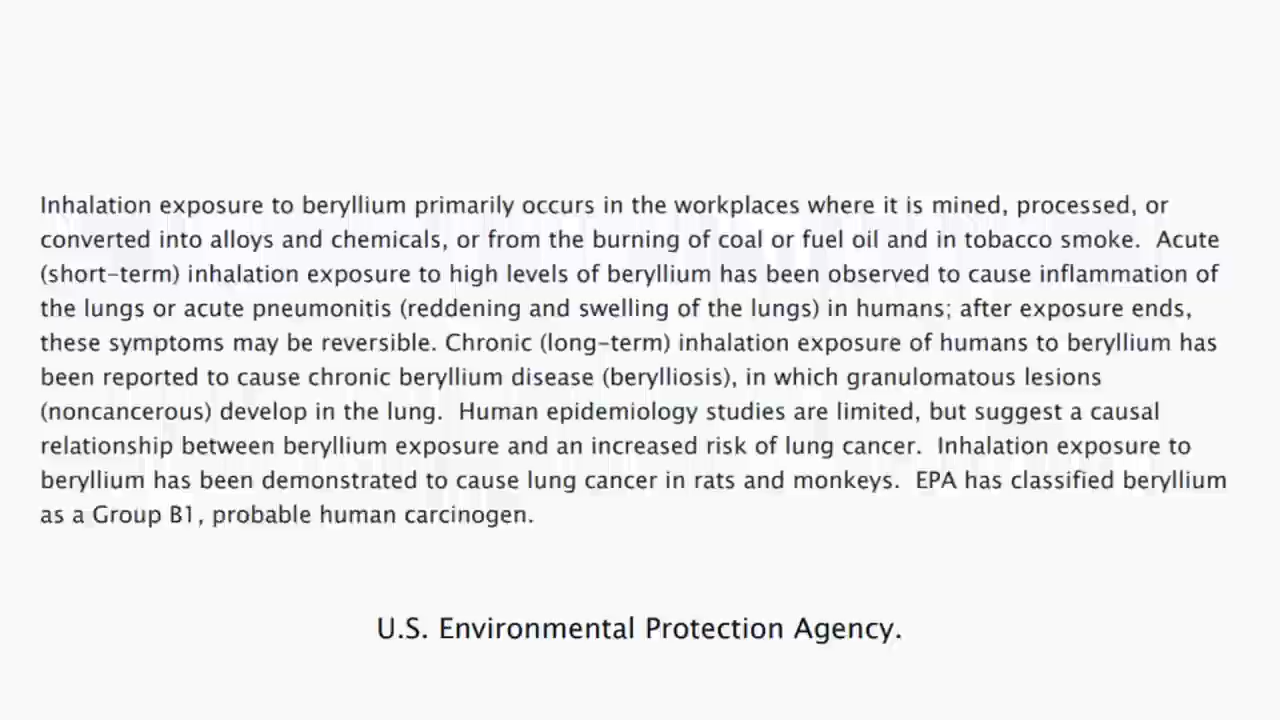 Inhalation exposure to beryllium primarily occurs in the workplaces where it is mined, processed, or
converted into alloys and chemicals, or from the burning of coal or fuel oil and in tobacco smoke.  Acute
(short-term) inhalation exposure to high levels of beryllium has been observed to cause inflammation of
the lungs or acute pneumonitis (reddening and swelling of the lungs) in humans; after exposure ends,
these symptoms may be reversible. Chronic (long-term) inhalation exposure of humans to beryllium has
been reported to cause chronic beryllium disease (berylliosis), in which granulomatous lesions
(noncancerous) develop in the lung.  Human epidemiology studies are limited, but suggest a causal
relationship between beryllium exposure and an increased risk of lung cancer.  Inhalation exposure to
beryllium has been demonstrated to cause lung cancer in rats and monkeys.  EPA has classified beryllium
as a Group B1, probable human carcinogen.
U.S. Environmental Protection Agency.